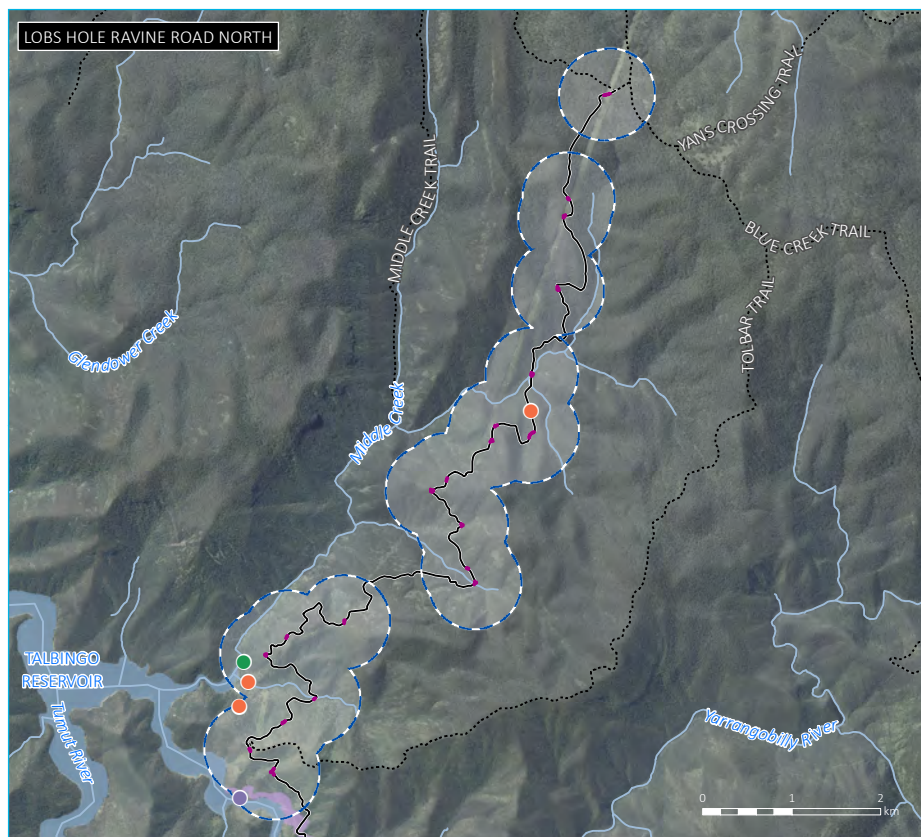 LOBS HOLE RAVINE ROAD NORTH
YANS CROSSING TRAIL
MIDDLE CREEK TRAIL
BLUE CREEK TRAIL
TOLBAR TRAIL
Glendower Creek
Middle Creek
TALBINGO
RESERVOIR
Tumut River
Yarrangobilly River
0 1 2
km